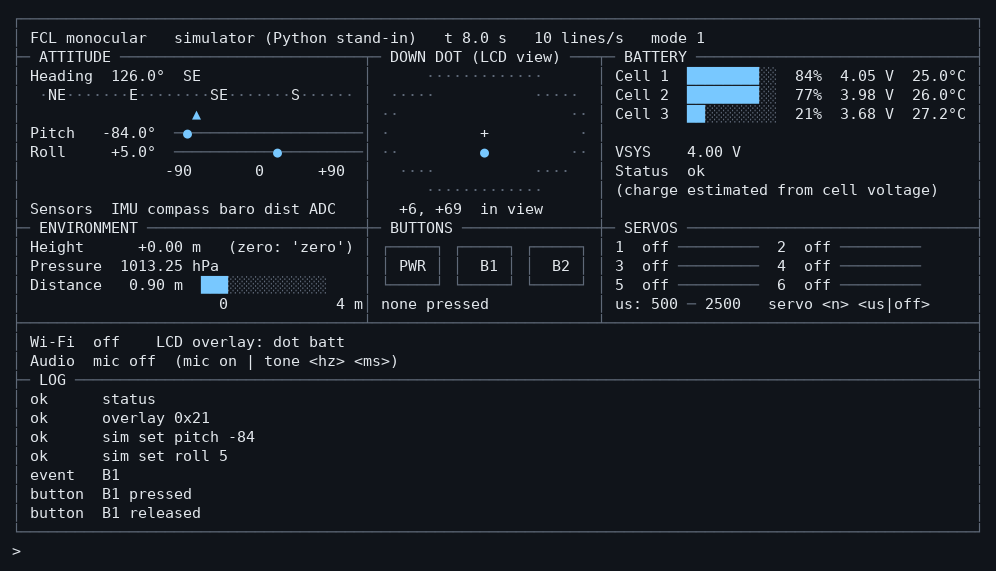 FCL monocular   simulator (Python stand-in)   t 8.0 s   10 lines/s   mode 1
ATTITUDE
Heading  126.0°  SE
NE E SE S
Pitch   -84.0°
Roll     +5.0°
-90       0      +90
Sensors  IMU compass baro dist ADC
DOWN DOT (LCD view)
+
+6, +69  in view
BATTERY
Cell 1   84%  4.05 V  25.0°C
Cell 2   77%  3.98 V  26.0°C
Cell 3   21%  3.68 V  27.2°C
VSYS    4.00 V
Status  ok
(charge estimated from cell voltage)
ENVIRONMENT
Height      +0.00 m   (zero: 'zero')
Pressure  1013.25 hPa
Distance   0.90 m
0            4 m
BUTTONS
PWR   B1   B2
none pressed
SERVOS
1  off   2  off
3  off   4  off
5  off   6  off
us: 500 ─ 2500   servo <n> <us|off>
Wi-Fi  off    LCD overlay: dot batt
Audio  mic off  (mic on | tone <hz> <ms>)
LOG
ok      status
ok      overlay 0x21
ok      sim set pitch -84
ok      sim set roll 5
event   B1
button  B1 pressed
button  B1 released
>